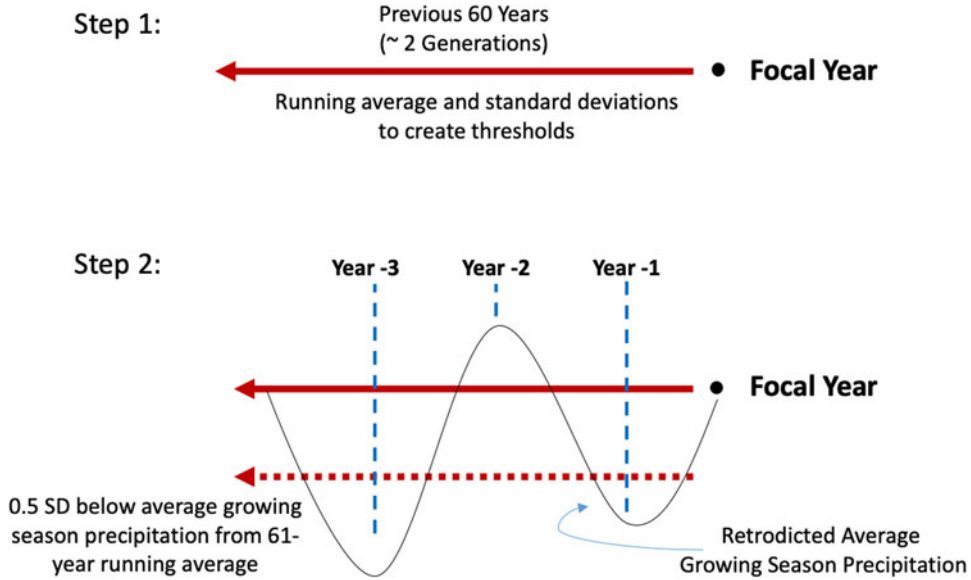 Step 1:
Previous 60 Years
(~ 2 Generations)
Focal Year
Running average and standard deviations
to create thresholds
Step 2:
Year -3
Year -2
Year -1
Focal Year
0.5 SD below average growing
season precipitation from 61-
year running average
Retrodicted Average
Growing Season Precipitation